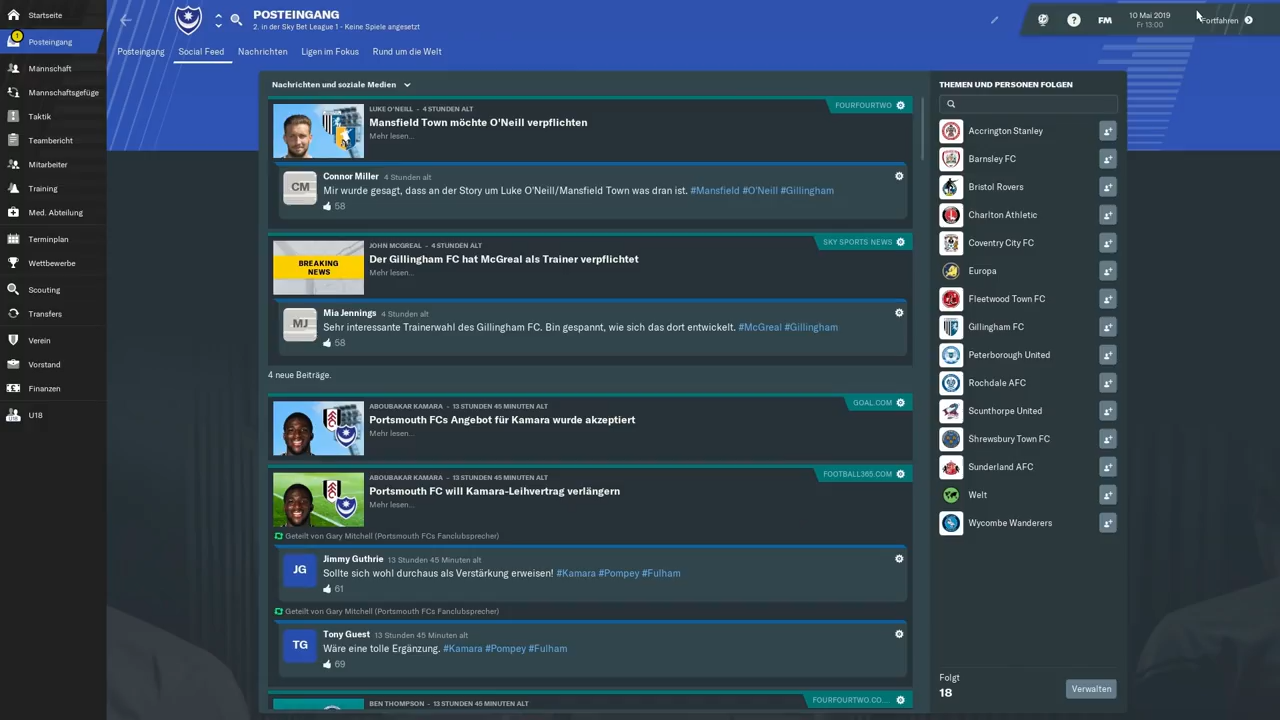 Startseite
1
Posteingang
Mannschaft
Mannschaftsgefüge
Taktik
Teambericht
Mitarbeiter
Training
Med. Abteilung
Terminplan
Wettbewerbe
Scouting
Transfers
Verein
Vorstand
Finanzen
U18
POSTEINGANG
2. in der Sky Bet League 1 - Keine Spiele angesetzt
?
FM
10 Mai 2019
Fr 13:00
Fortfahren
Posteingang
Social Feed
Nachrichten
Ligen im Fokus
Rund um die Welt
Nachrichten und soziale Medien
LUKE O'NEILL - 4 STUNDEN ALT
FOURFOURTWO
Mansfield Town möchte O'Neill verpflichten
Mehr lesen...
CM
Connor Miller 4 Stunden alt
Mir wurde gesagt, dass an der Story um Luke O'Neill/Mansfield Town was dran ist. #Mansfield #O'Neill #Gillingham
58
JOHN MCGREAL - 4 STUNDEN ALT
SKY SPORTS NEWS
BREAKING
NEWS
Der Gillingham FC hat McGreal als Trainer verpflichtet
Mehr lesen...
MJ
Mia Jennings 4 Stunden alt
Sehr interessante Trainerwahl des Gillingham FC. Bin gespannt, wie sich das dort entwickelt. #McGreal #Gillingham
58
4 neue Beiträge.
ABOUBAKAR KAMARA - 13 STUNDEN 45 MINUTEN ALT
GOAL.COM
Portsmouth FCs Angebot für Kamara wurde akzeptiert
Mehr lesen...
ABOUBAKAR KAMARA - 13 STUNDEN 45 MINUTEN ALT
FOOTBALL365.COM
Portsmouth FC will Kamara-Leihvertrag verlängern
Mehr lesen...
Geteilt von Gary Mitchell (Portsmouth FCs Fanclubsprecher)
JG
Jimmy Guthrie 13 Stunden 45 Minuten alt
Sollte sich wohl durchaus als Verstärkung erweisen! #Kamara #Pompey #Fulham
61
Geteilt von Gary Mitchell (Portsmouth FCs Fanclubsprecher)
TG
Tony Guest 13 Stunden 45 Minuten alt
Wäre eine tolle Ergänzung. #Kamara #Pompey #Fulham
69
BEN THOMPSON - 13 STUNDEN 45 MINUTEN ALT
FOURFOURTWO.CO...
THEMEN UND PERSONEN FOLGEN
Accrington Stanley
Barnsley FC
Bristol Rovers
Charlton Athletic
Coventry City FC
Europa
Fleetwood Town FC
Gillingham FC
Peterborough United
Rochdale AFC
Scunthorpe United
Shrewsbury Town FC
Sunderland AFC
Welt
Wycombe Wanderers
Folgt
18
Verwalten